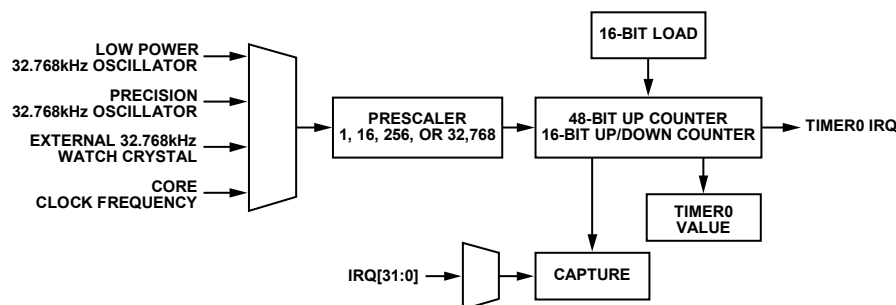 LOW POWER
32.768kHz OSCILLATOR
PRECISION
32.768kHz OSCILLATOR
EXTERNAL 32.768kHz
WATCH CRYSTAL
CORE
CLOCK FREQUENCY
PRESCALER
1, 16, 256, OR 32,768
16-BIT LOAD
48-BIT UP COUNTER
16-BIT UP/DOWN COUNTER
TIMER0 IRQ
TIMER0
VALUE
IRQ[31:0]
CAPTURE